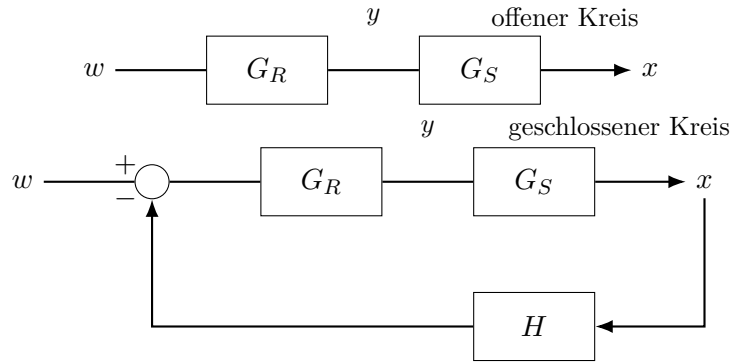 y offener Kreis
w G_R G_S x
y geschlossener Kreis
+
w G_R G_S x
−
H